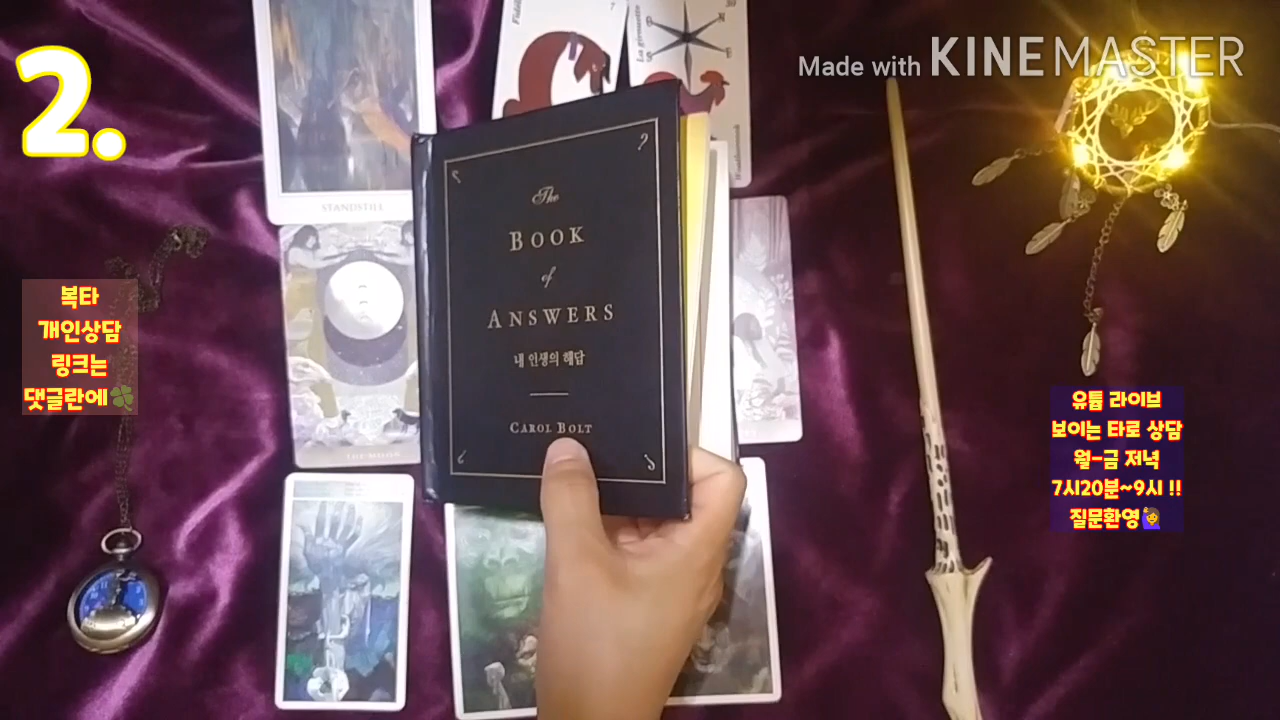 2.
Made with KINEMASTER
STANDSTILL
La girouette
The
BOOK
of
ANSWERS
내 인생의 해답
CAROL BOLT
THE MOON
복타
개인상담
링크는
댓글란에🍀
유튭 라이브
보이는 타로 상담
월-금 저녁
7시20분~9시 !!
질문환영🙋‍♀️